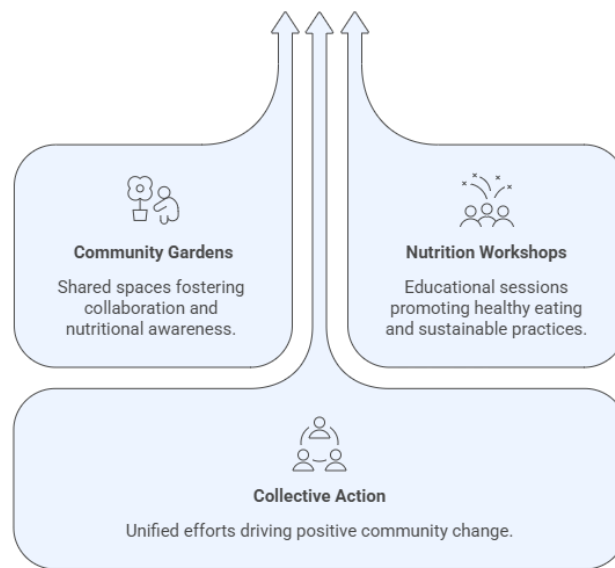 Community Gardens
Shared spaces fostering
collaboration and
nutritional awareness.
Nutrition Workshops
Educational sessions
promoting healthy eating
and sustainable practices.
Collective Action
Unified efforts driving positive community change.